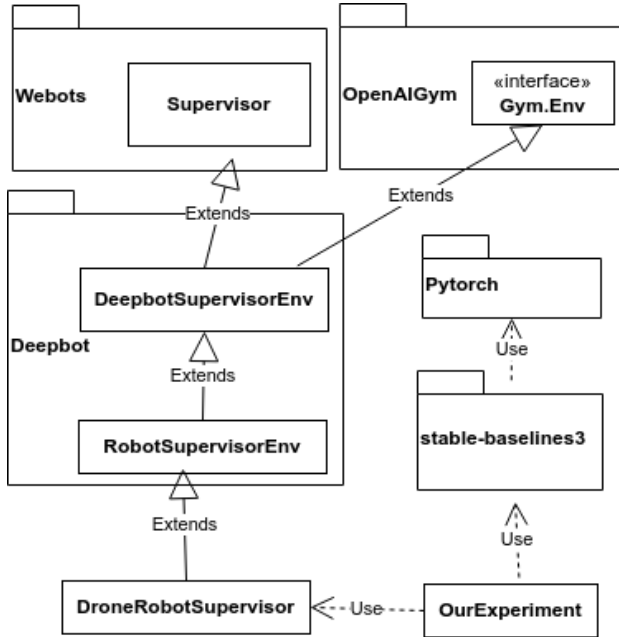 Supervisor
Webots
«interface»
Gym.Env
OpenAIGym
Extends
Extends
DeepbotSupervisorEnv
Deepbot
Extends
RobotSupervisorEnv
Pytorch
Use
stable-baselines3
Extends
Use
DroneRobotSupervisor
Use
OurExperiment